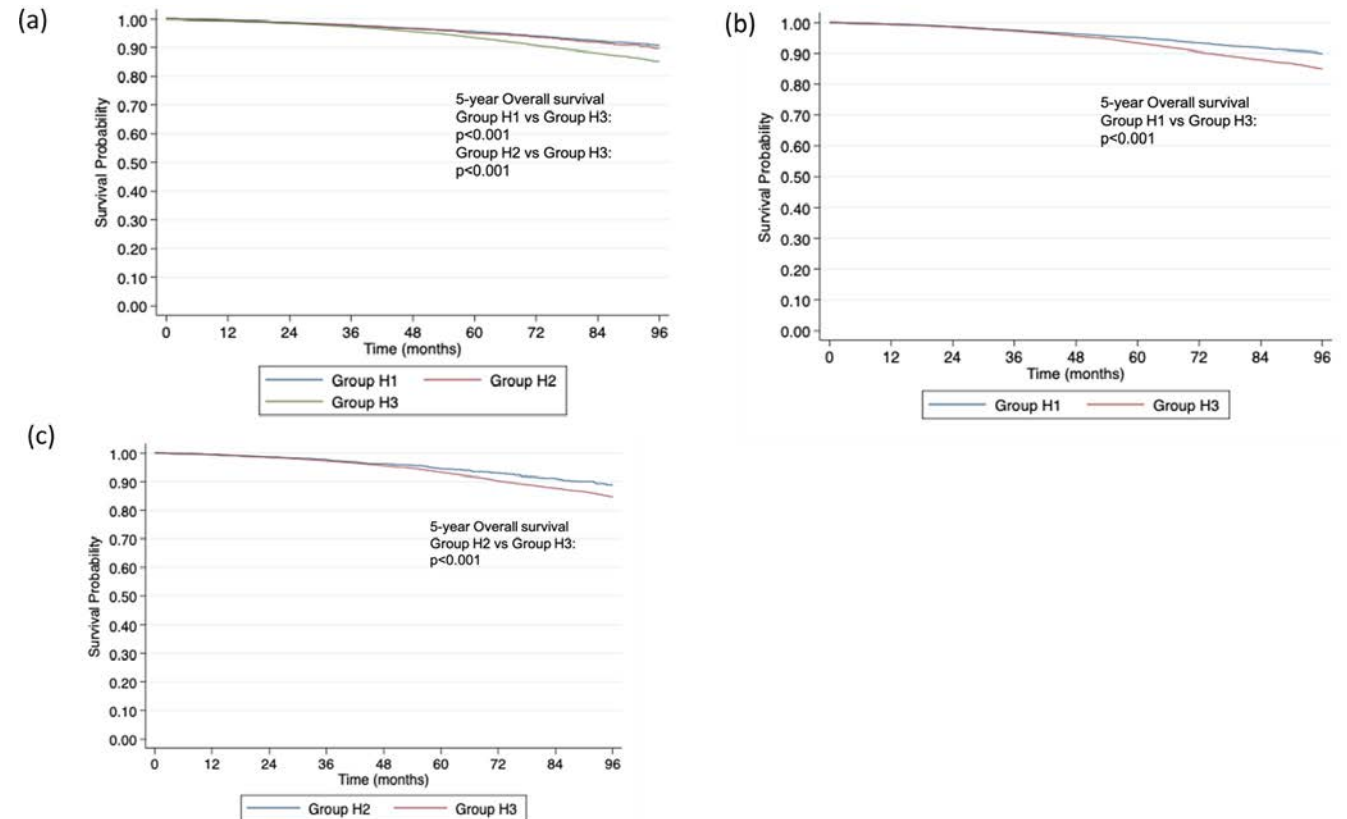 (a)
Survival Probability
1.00
0.90
0.80
0.70
0.60
0.50
0.40
0.30
0.20
0.10
0.00
5-year Overall survival
Group H1 vs Group H3:
p<0.001
Group H2 vs Group H3:
p<0.001
0 12 24 36 48 60 72 84 96
Time (months)
Group H1 Group H2
Group H3
(b)
Survival Probability
1.00
0.90
0.80
0.70
0.60
0.50
0.40
0.30
0.20
0.10
0.00
5-year Overall survival
Group H1 vs Group H3:
p<0.001
0 12 24 36 48 60 72 84 96
Time (months)
Group H1 Group H3
(c)
Survival Probability
1.00
0.90
0.80
0.70
0.60
0.50
0.40
0.30
0.20
0.10
0.00
5-year Overall survival
Group H2 vs Group H3:
p<0.001
0 12 24 36 48 60 72 84 96
Time (months)
Group H2 Group H3